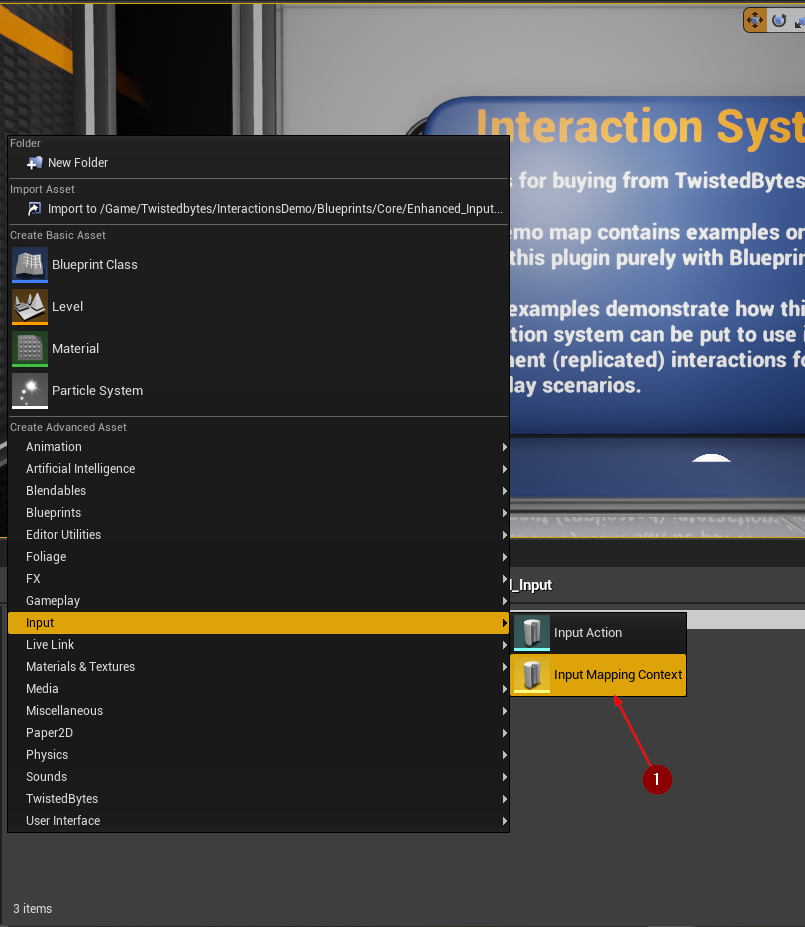 Interaction Syst
Folder
New Folder
for buying from TwistedBytes
Import Asset
Import to /Game/Twistedbytes/InteractionsDemo/Blueprints/Core/Enhanced_Input...
Create Basic Asset
emo map contains examples on
Blueprint Class
this plugin purely with Blueprin
Level
examples demonstrate how thi
tion system can be put to use i
Material
nent (replicated) interactions fo
Particle System
lay scenarios.
Create Advanced Asset
Animation
Artificial Intelligence
Blendables
Blueprints
Editor Utilities
Foliage
FX
_Input
Gameplay
Input
Input Action
Live Link
Materials & Textures
Input Mapping Context
Media
Miscellaneous
Paper2D
Physics
Sounds
1
TwistedBytes
User Interface
3 items